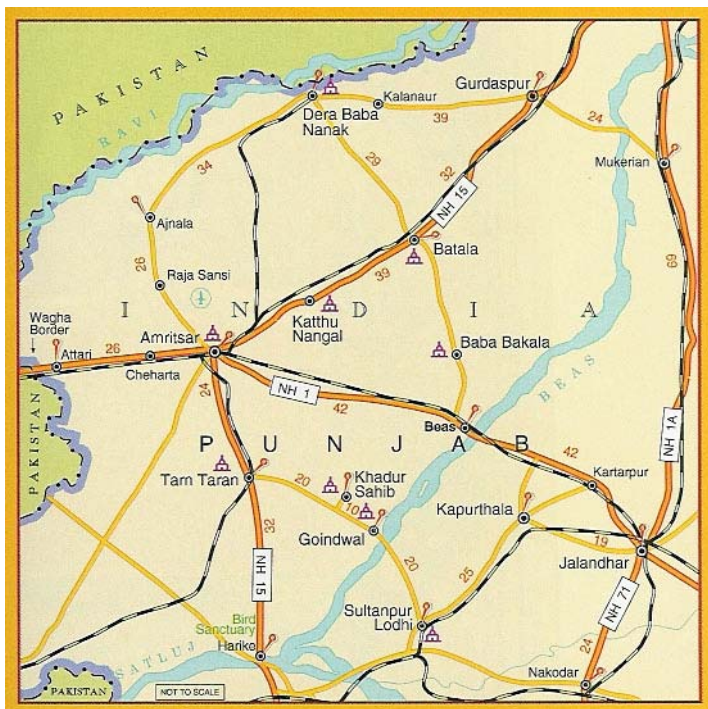 PAKISTAN
RAVI
Dera Baba
Nanak
Kalanaur
39
Gurdaspur
24
Mukerian
34
29
32
NH 15
69
Ajnala
26
Raja Sansi
Batala
39
INDIA
Katthu
Nangal
Wagha
Border
Attari
26
Amritsar
Cheharta
Baba Bakala
BEAS
24
NH 1
42
Beas
PAKISTAN
PUNJAB
42
NH 1A
Tarn Taran
20
Khadur
Sahib
10
Goindwal
Kartarpur
Kapurthala
19
Jalandhar
32
NH 15
20
25
NH 71
24
Sultanpur
Lodhi
Bird
Sanctuary
Harike
SATLUJ
Nakodar
PAKISTAN
NOT TO SCALE